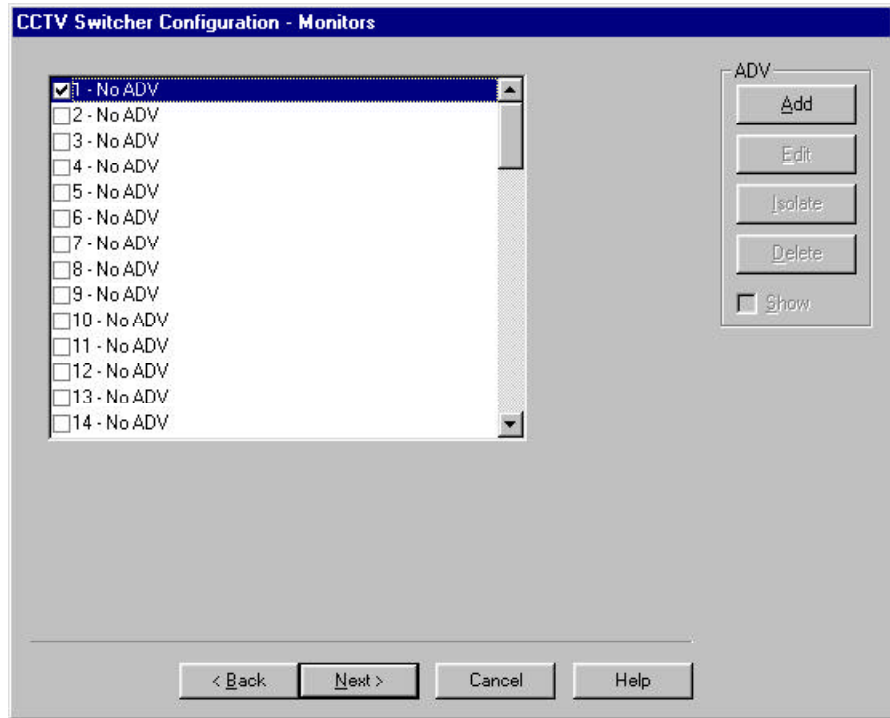 CCTV Switcher Configuration - Monitors
1 - No ADV
2 - No ADV
3 - No ADV
4 - No ADV
5 - No ADV
6 - No ADV
7 - No ADV
8 - No ADV
9 - No ADV
10 - No ADV
11 - No ADV
12 - No ADV
13 - No ADV
14 - No ADV
ADV
Add
Edit
Isolate
Delete
Show
< Back
Next >
Cancel
Help